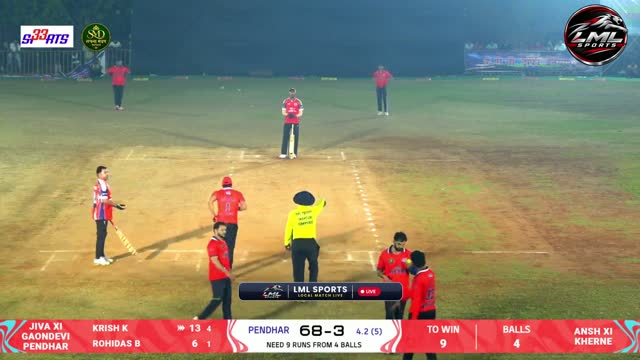 33 SPORTS
S&D
LML
SPORTS
LML SPORTS
LOCAL MATCH LIVE
LIVE
JIVA XI
GAONDEVI
PENDHAR
KRISH K 13 4
ROHIDAS B 6 1
PENDHAR 68-3 4.2 (5)
NEED 9 RUNS FROM 4 BALLS
TO WIN
9
BALLS
4
ANSH XI
KHERNE